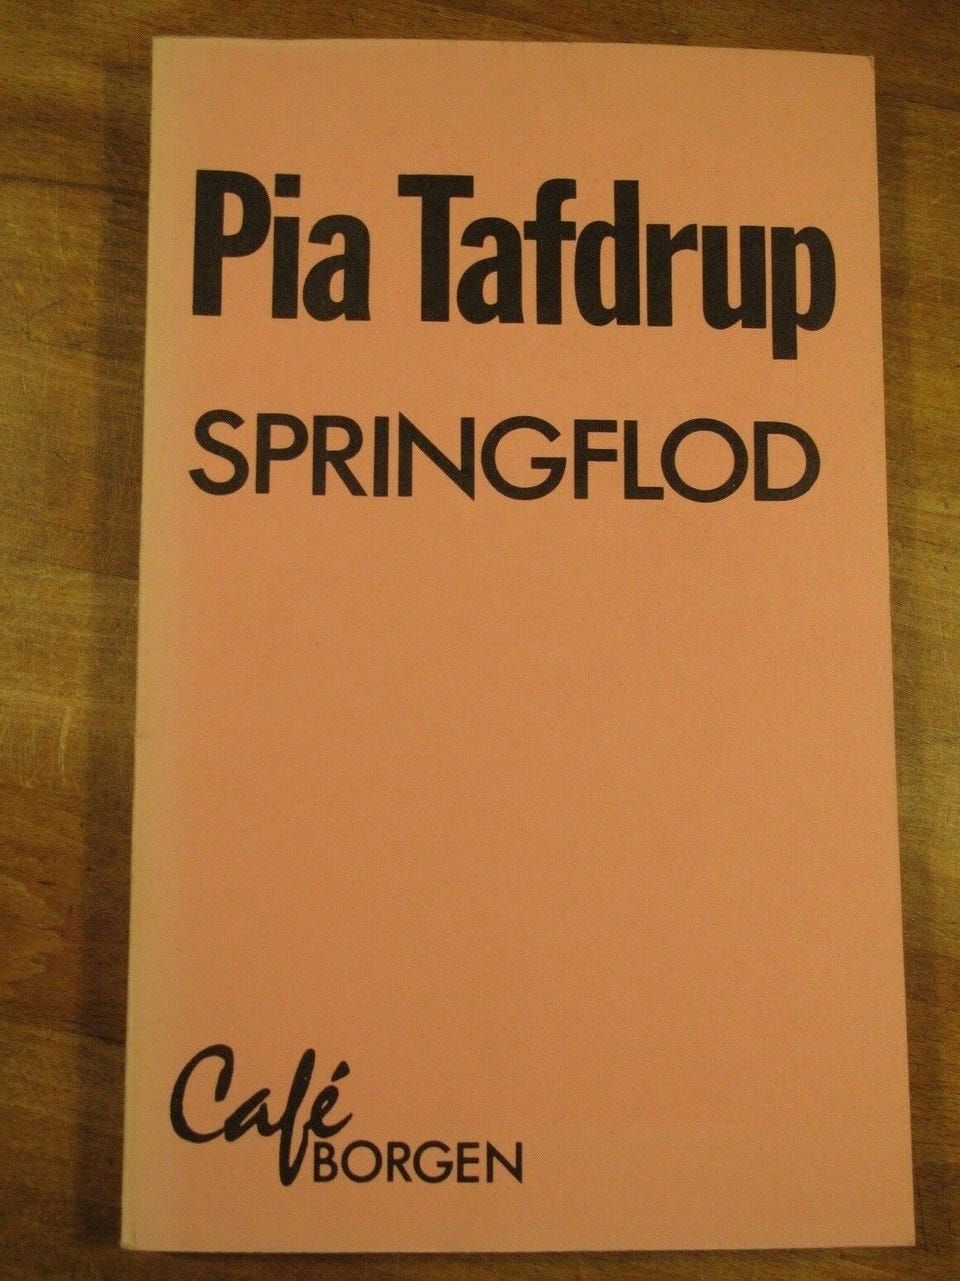 Pia Tafdrup
SPRINGFLOD
Café
BORGEN